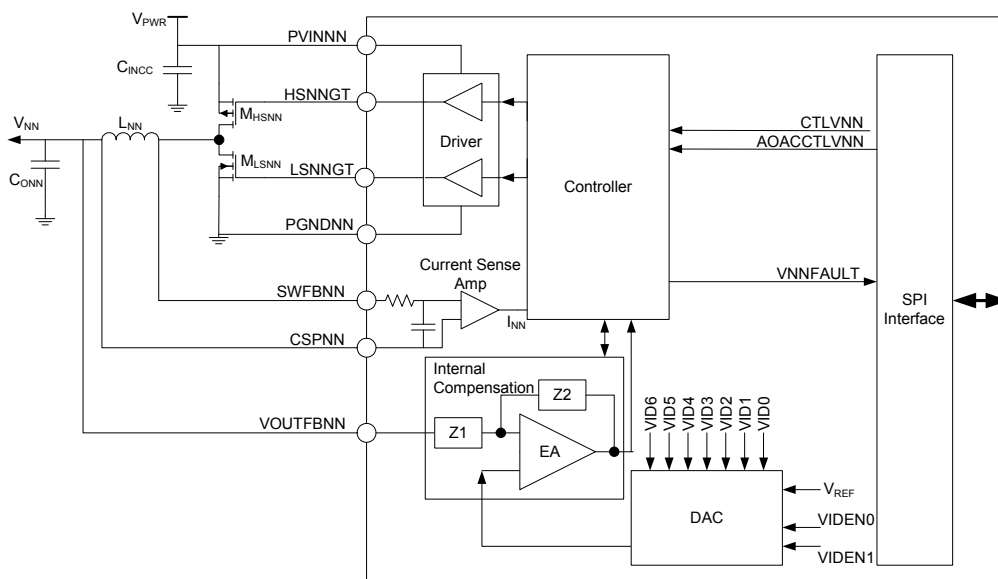 VPWR
PVINNN
CINCC
HSNNGT
MHSNN
Driver
VNN
LNN
MLSNN
LSNNGT
CONN
PGNDNN
Controller
CTLVNN
AOACCTLVNN
Current Sense
Amp
SWFBNN
INN
CSPNN
VNNFAULT
SPI
Interface
Internal
Compensation
Z2
VOUTFBNN
Z1
EA
VID6
VID5
VID4
VID3
VID2
VID1
VID0
DAC
VREF
VIDEN0
VIDEN1